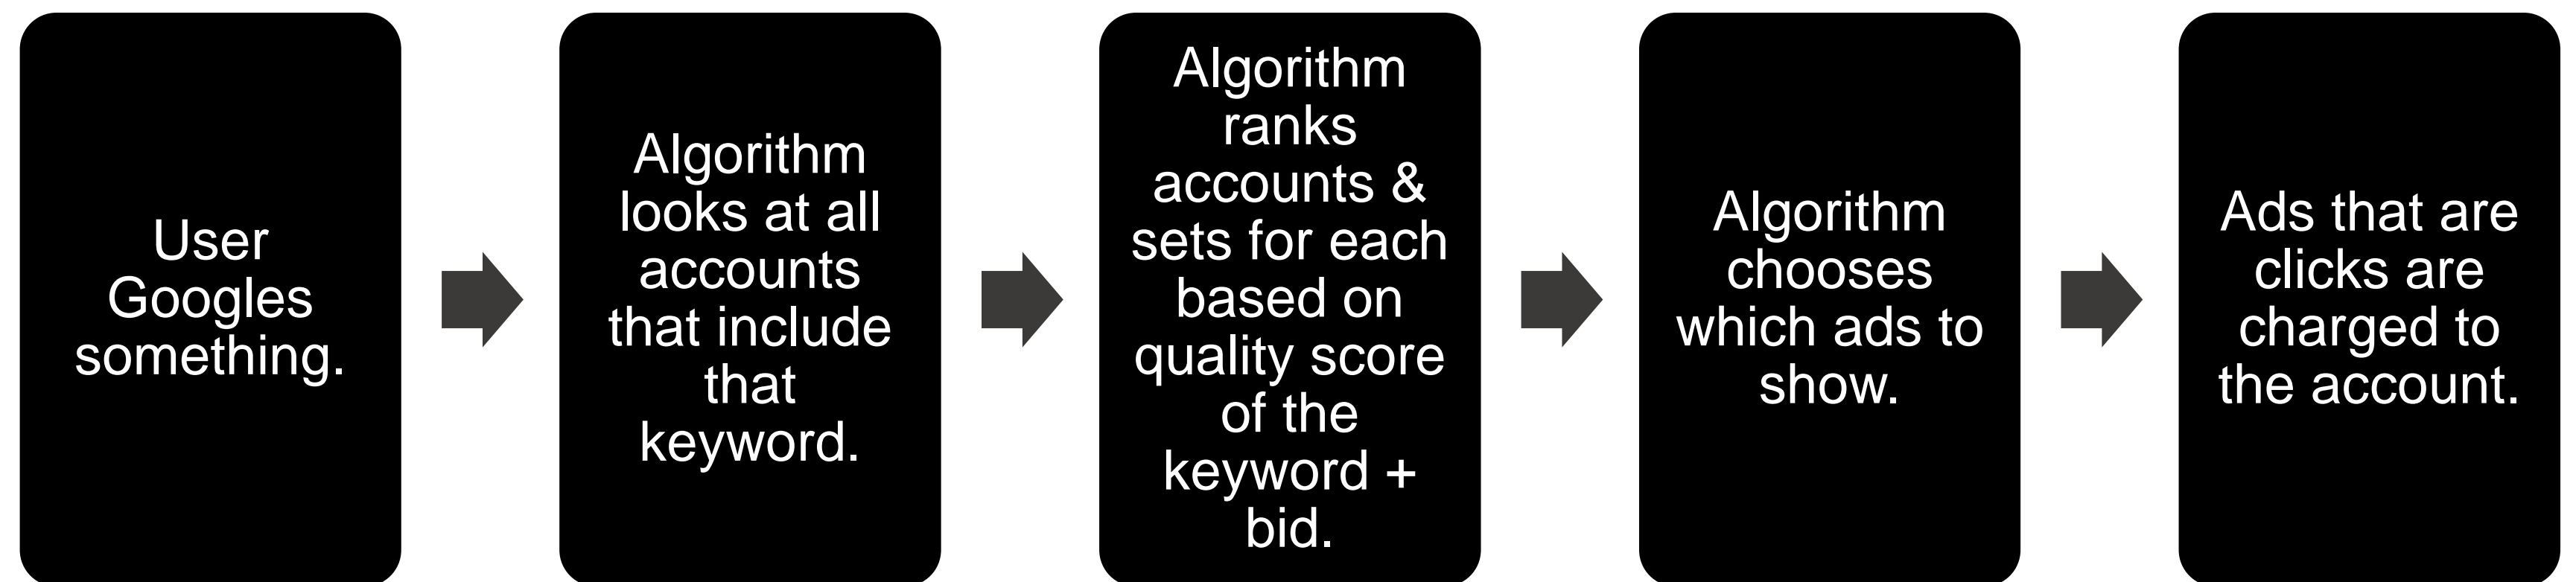 User
Googles
something.
Algorithm
looks at all
accounts
that include
that
keyword.
Algorithm
ranks
accounts &
sets for each
based on
quality score
of the
keyword +
bid.
Algorithm
chooses
which ads to
show.
Ads that are
clicks are
charged to
the account.